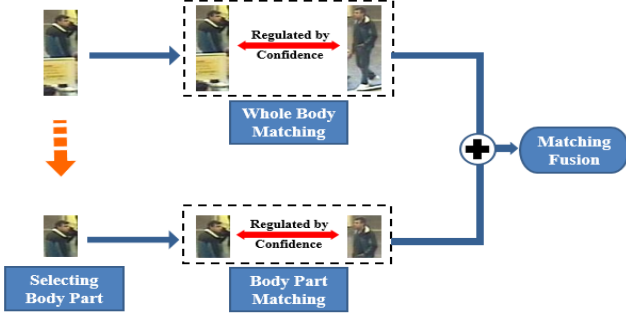 Regulated by
Confidence
Whole Body
Matching
Matching
Fusion
Regulated by
Confidence
Selecting
Body Part
Body Part
Matching